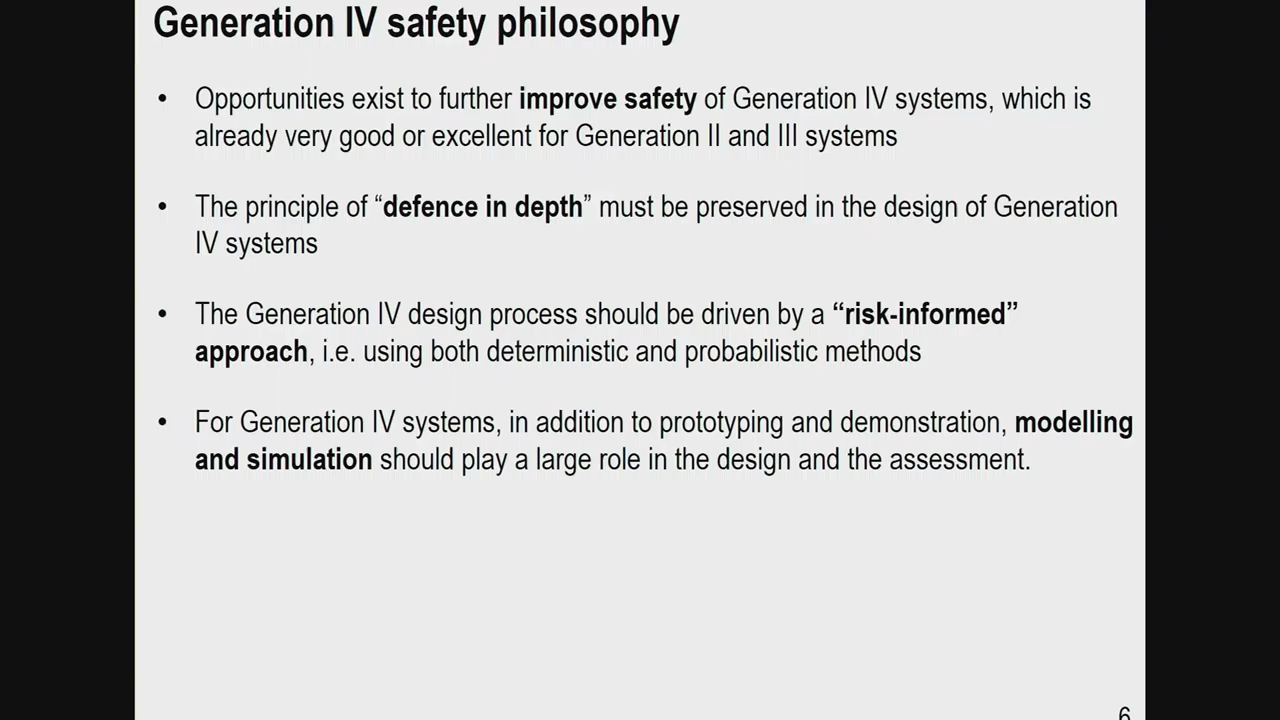 Generation IV safety philosophy
• Opportunities exist to further improve safety of Generation IV systems, which is
already very good or excellent for Generation II and III systems
• The principle of “defence in depth” must be preserved in the design of Generation
IV systems
• The Generation IV design process should be driven by a “risk-informed”
approach, i.e. using both deterministic and probabilistic methods
• For Generation IV systems, in addition to prototyping and demonstration, modelling
and simulation should play a large role in the design and the assessment.
6